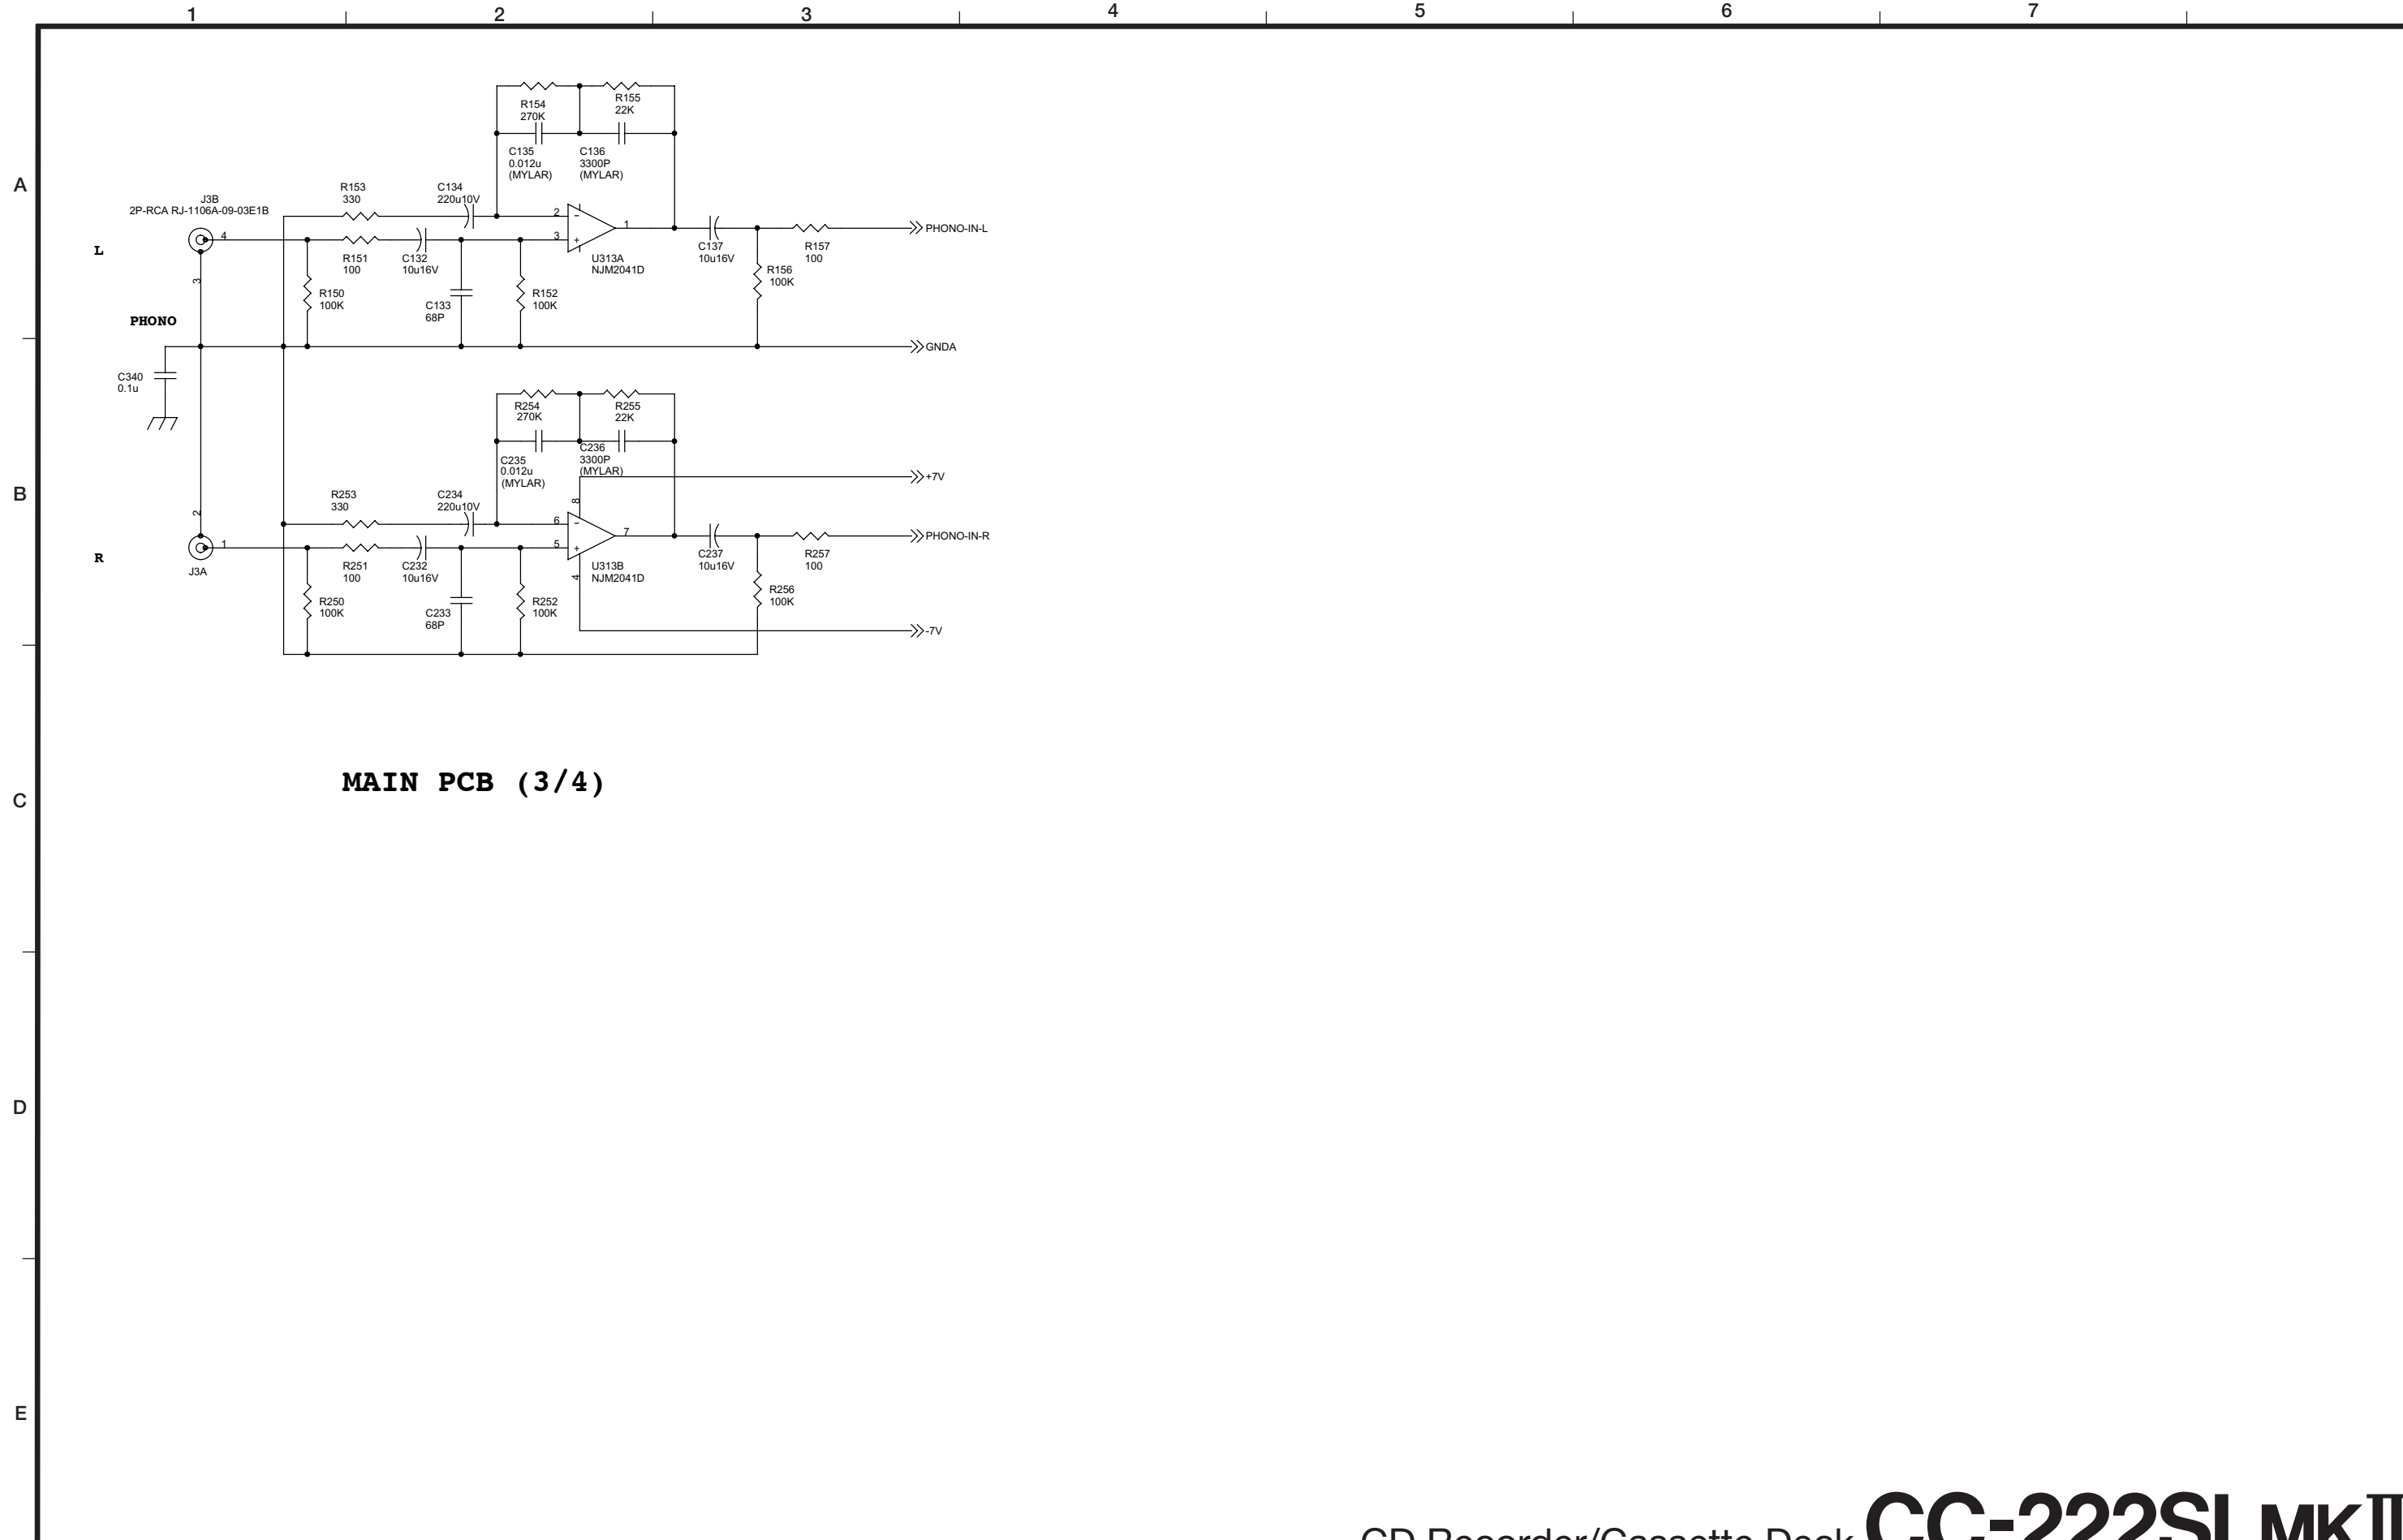 1 2 3 4 5 6 7
A
B
C
D
E
R154
270K
R155
22K
C135
0.012u
(MYLAR)
C136
3300P
(MYLAR)
R153
330
C134
220u10V
J3B
2P-RCA RJ-1106A-09-03E1B
L
4
3
R151
100
C132
10u16V
2
3
1
U313A
NJM2041D
C137
10u16V
R157
100
PHONO-IN-L
R156
100K
R150
100K
C133
68P
R152
100K
PHONO
GNDA
C340
0.1u
R254
270K
R255
22K
C235
0.012u
(MYLAR)
C236
3300P
(MYLAR)
+7V
8
R253
330
C234
220u10V
2
6
5
7
4
PHONO-IN-R
R
1
J3A
R251
100
C232
10u16V
U313B
NJM2041D
C237
10u16V
R257
100
R256
100K
R250
100K
C233
68P
R252
100K
-7V
MAIN PCB (3/4)
CD Recorder/Cassette Deck CC-222SL MKII